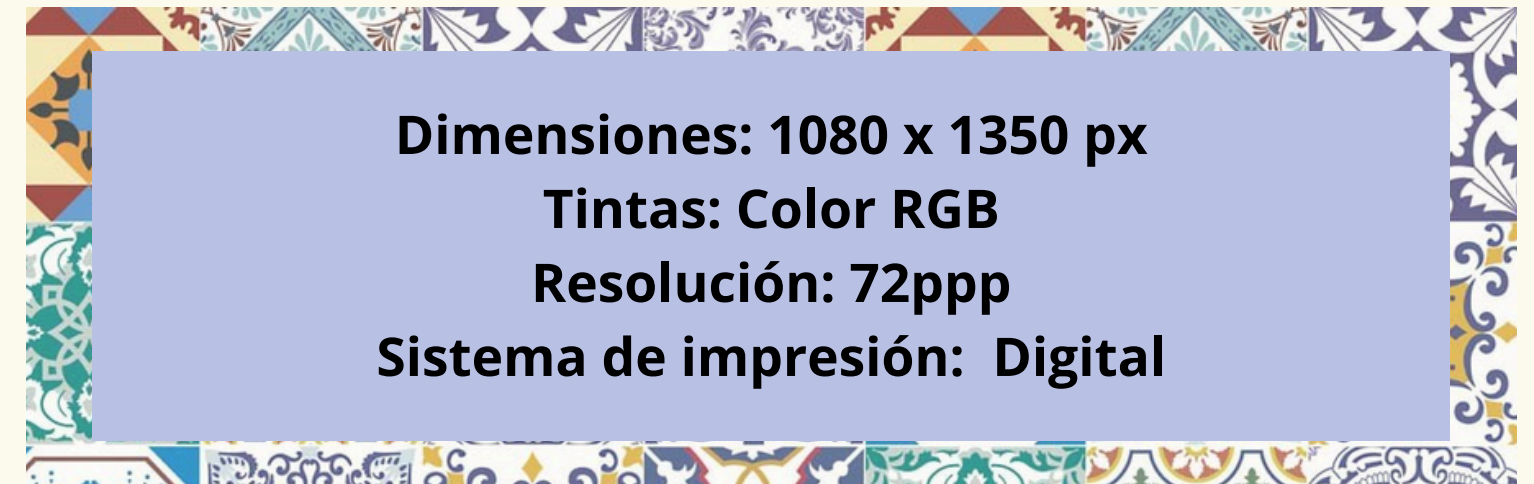 Dimensiones: 1080 x 1350 px
Tintas: Color RGB
Resolución: 72ppp
Sistema de impresión:  Digital